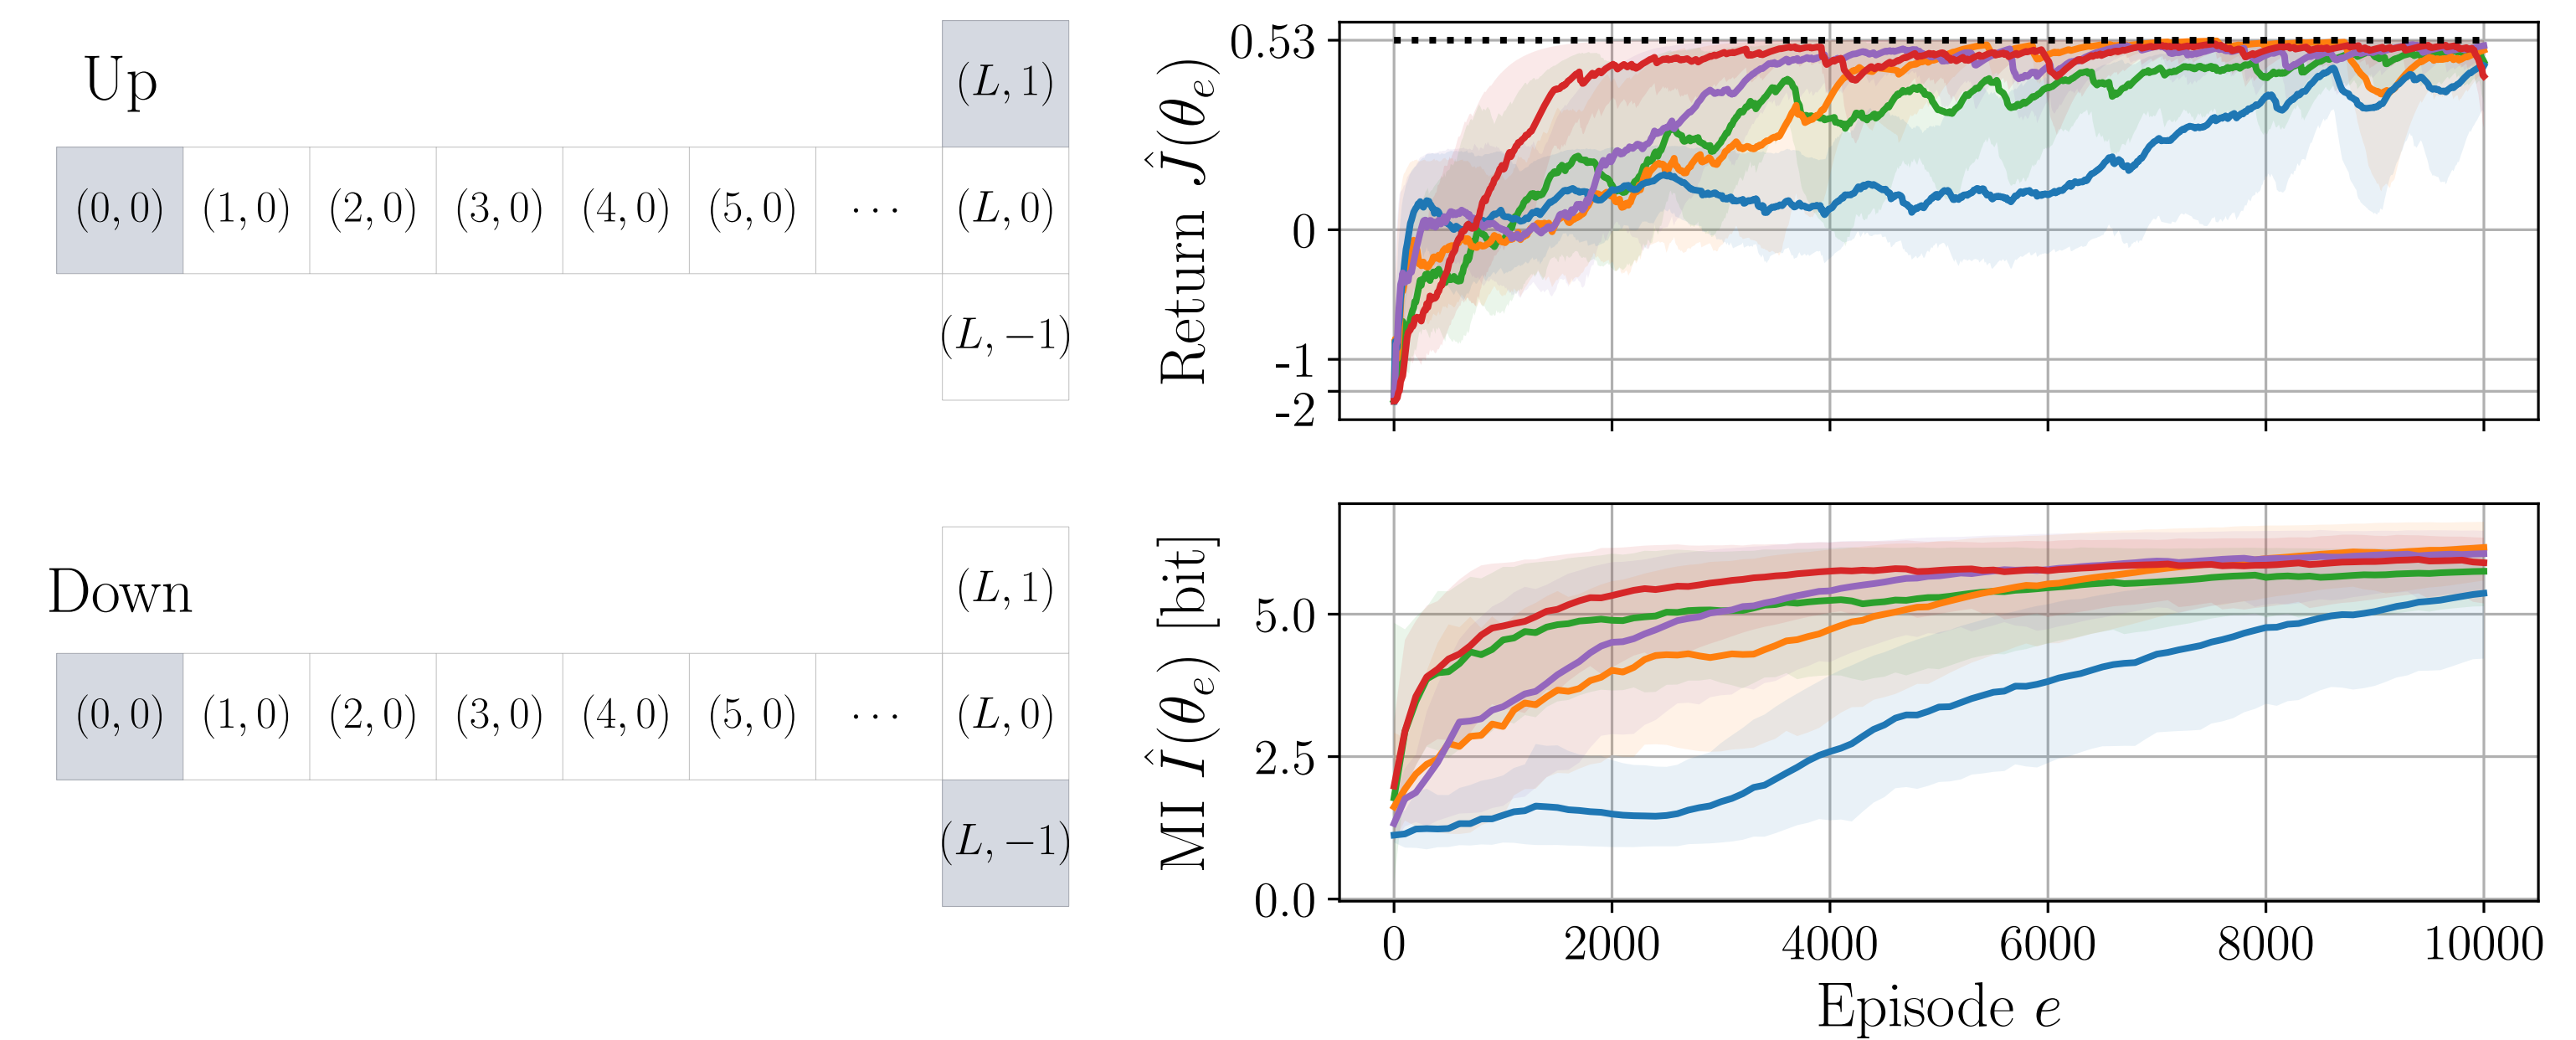 Up
(L, 1)
(0, 0) (1, 0) (2, 0) (3, 0) (4, 0) (5, 0) ··· (L, 0)
(L, −1)
Down
(L, 1)
(0, 0) (1, 0) (2, 0) (3, 0) (4, 0) (5, 0) ··· (L, 0)
(L, −1)
Return Ĵ(θ_e)
0.53
0
-1
-2
MI Î(θ_e) [bit]
5.0
2.5
0.0
0 2000 4000 6000 8000 10000
Episode e